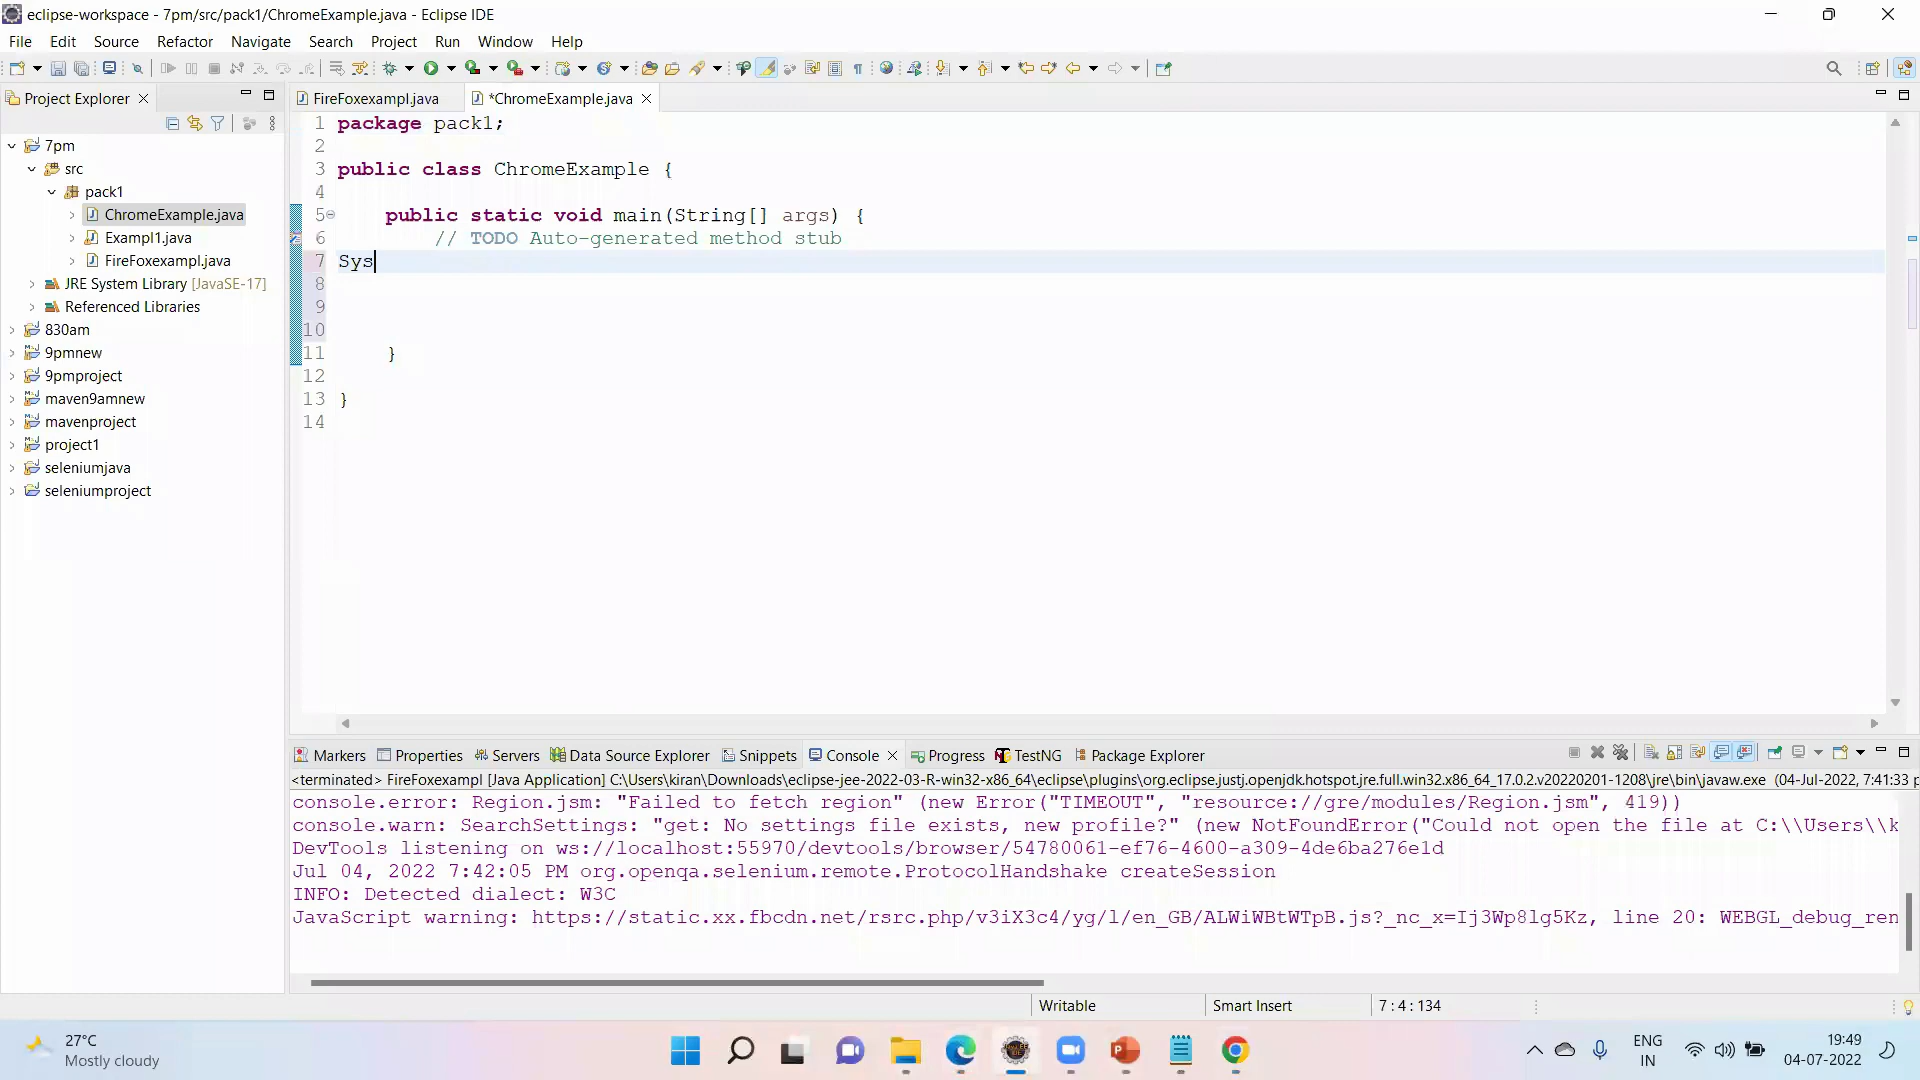 eclipse-workspace - 7pm/src/pack1/ChromeExample.java - Eclipse IDE
File Edit Source Refactor Navigate Search Project Run Window Help
Project Explorer
FireFoxexampl.java
*ChromeExample.java
7pm
src
pack1
ChromeExample.java
Exampl1.java
FireFoxexampl.java
JRE System Library [JavaSE-17]
Referenced Libraries
830am
9pmnew
9pmproject
maven9amnew
mavenproject
project1
seleniumjava
seleniumproject
1 package pack1;
2
3 public class ChromeExample {
4
5 public static void main(String[] args) {
6 // TODO Auto-generated method stub
7 Sys
8
9
10
11 }
12
13 }
14
Markers Properties Servers Data Source Explorer Snippets Console Progress TestNG Package Explorer
<terminated> FireFoxexampl [Java Application] C:\Users\kiran\Downloads\eclipse-jee-2022-03-R-win32-x86_64\eclipse\plugins\org.eclipse.justj.openjdk.hotspot.jre.full.win32.x86_64_17.0.2.v20220201-1208\jre\bin\javaw.exe (04-Jul-2022, 7:41:33 p
console.error: Region.jsm: "Failed to fetch region" (new Error("TIMEOUT", "resource://gre/modules/Region.jsm", 419))
console.warn: SearchSettings: "get: No settings file exists, new profile?" (new NotFoundError("Could not open the file at C:\\Users\\k
DevTools listening on ws://localhost:55970/devtools/browser/54780061-ef76-4600-a309-4de6ba276e1d
Jul 04, 2022 7:42:05 PM org.openqa.selenium.remote.ProtocolHandshake createSession
INFO: Detected dialect: W3C
JavaScript warning: https://static.xx.fbcdn.net/rsrc.php/v3iX3c4/yg/l/en_GB/ALWiWBtWTpB.js?_nc_x=Ij3Wp8lg5Kz, line 20: WEBGL_debug_ren
Writable
Smart Insert
7 : 4 : 134
27°C
Mostly cloudy
ENG
IN
19:49
04-07-2022